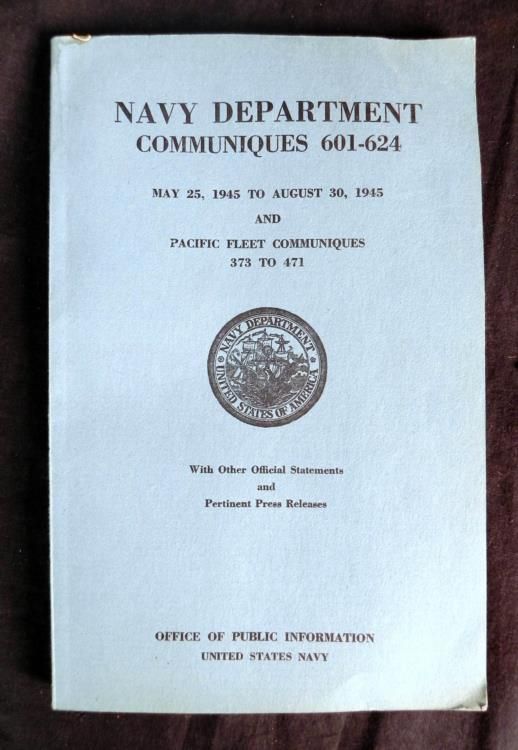 NAVY DEPARTMENT
COMMUNIQUES 601-624
MAY 25, 1945 TO AUGUST 30, 1945
AND
PACIFIC FLEET COMMUNIQUES
373 TO 471
NAVY DEPARTMENT
UNITED STATES OF AMERICA
With Other Official Statements
and
Pertinent Press Releases
OFFICE OF PUBLIC INFORMATION
UNITED STATES NAVY